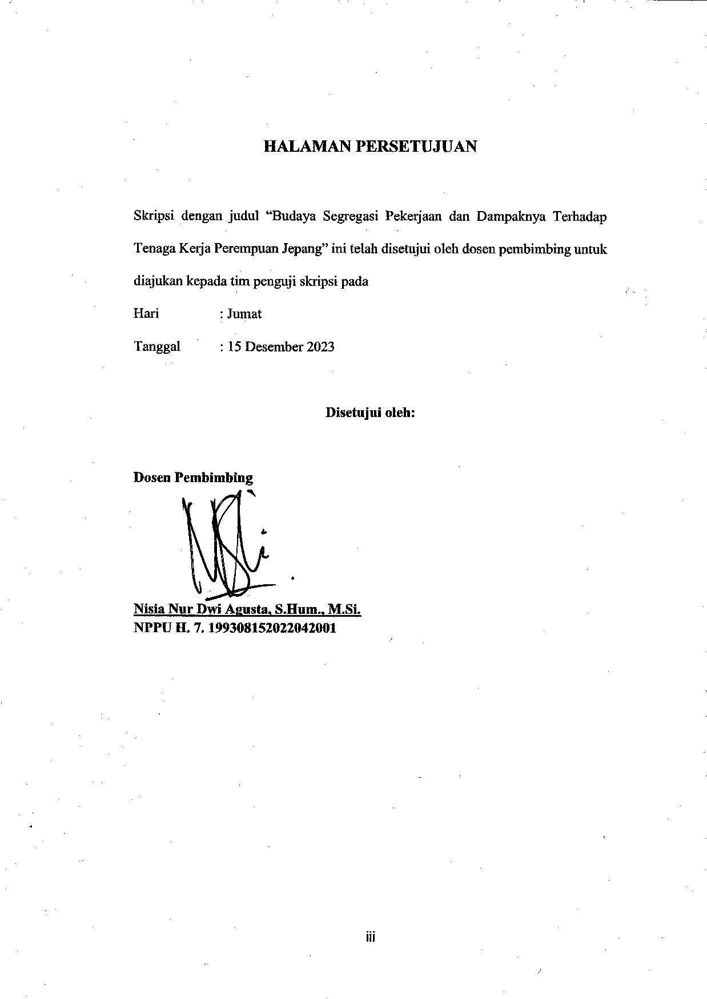 HALAMAN PERSETUJUAN
Skripsi dengan judul “Budaya Segregasi Pekerjaan dan Dampaknya Terhadap
Tenaga Kerja Perempuan Jepang” ini telah disetujui oleh dosen pembimbing untuk
diajukan kepada tim penguji skripsi pada
Hari : Jumat
Tanggal : 15 Desember 2023
Disetujui oleh:
Dosen Pembimbing
Nisia Nur Dwi Agusta, S.Hum., M.Si.
NPPU H. 7. 199308152022042001
iii